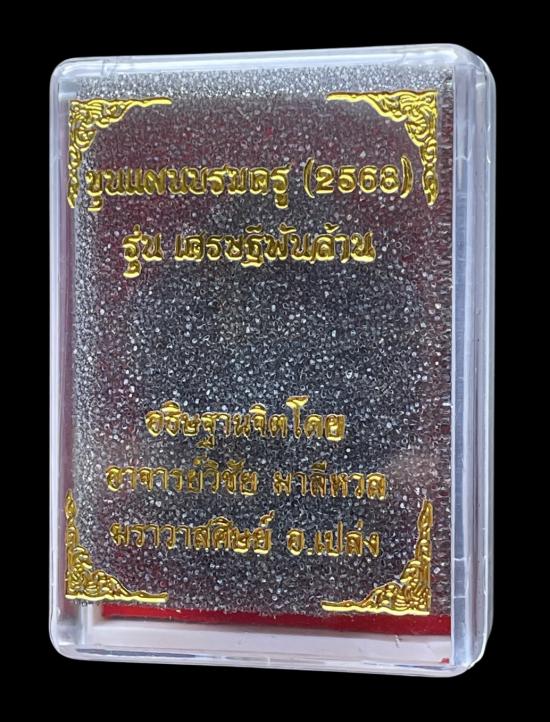 ขุนแผนบรมครู (2568)
รุ่น เศรษฐีพันล้าน
อธิษฐานจิตโดย
อาจารย์วิชัย มาลีหวล
ฆราวาสศิษย์ อ.เปล่ง